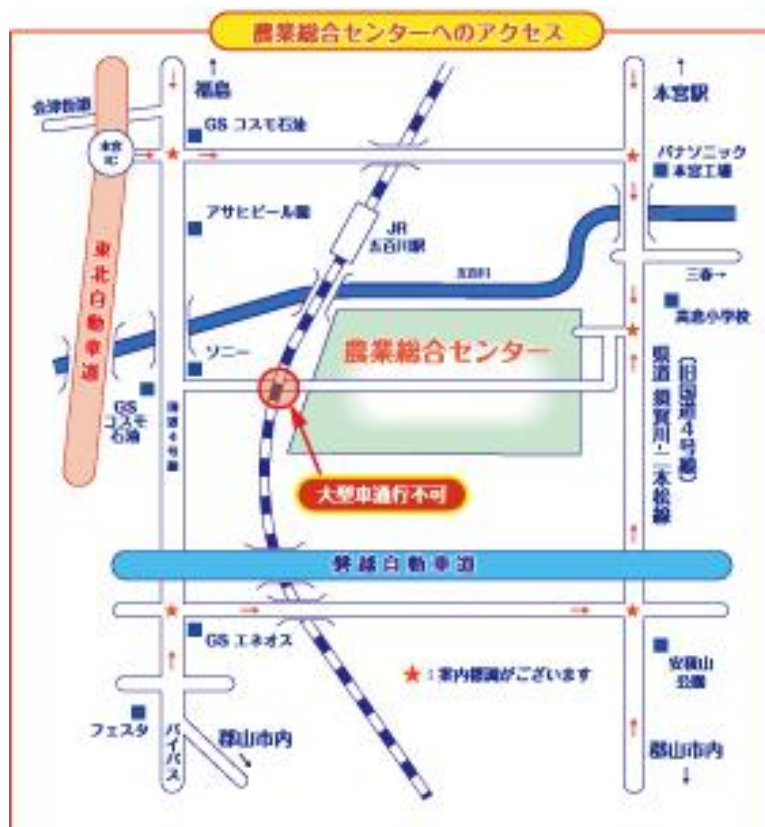 農業総合センターへのアクセス
福島
本宮駅
会津街道
GS コスモ石油
本宮
IC
パナソニック
本宮工場
アサヒビール園
JR
五百川駅
東北自動車道
五百川
三春→
高倉小学校
ソニー
農業総合センター
GS
コスモ
石油
国道4号線
(旧国道4号線)
県道 須賀川・二本松線
大型車通行不可
磐越自動車道
GS エネオス
★:案内標識がございます
安積山
公園
フェスタ
バイパス
郡山市内
郡山市内